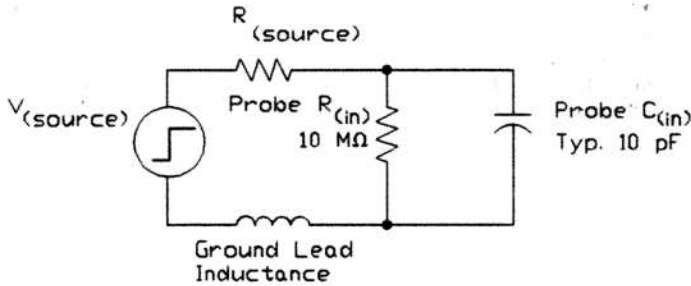 R
(source)
V
(source)
Probe R(in)
10 MΩ
Probe C(in)
Typ. 10 pF
Ground Lead
Inductance